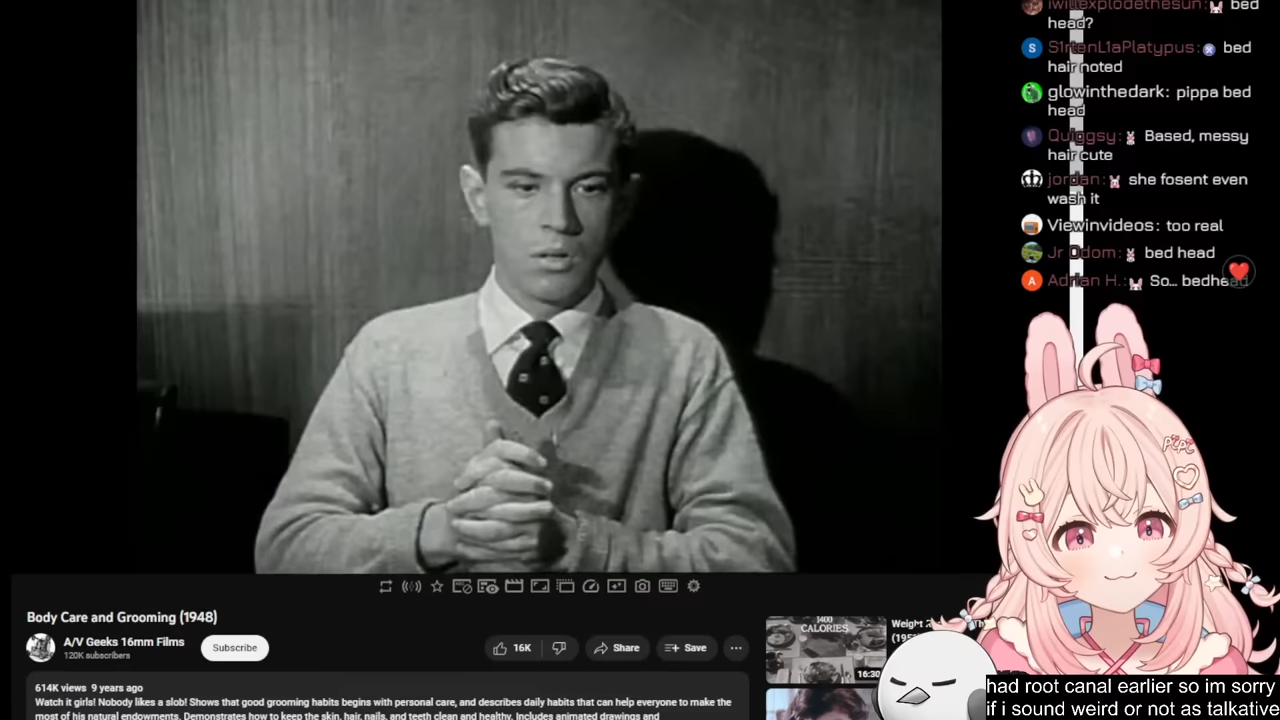 iwillexplodethesun: bed
head?
S1rtenL1aPlatypus: bed
hair noted
glowinthedark: pippa bed
head
Quiggsy: Based, messy
hair cute
jordan: she fosent even
wash it
Viewinvideos: too real
Jr Odom: bed head
Adrian H.: So... bedhead
Body Care and Grooming (1948)
A/V Geeks 16mm Films
120K subscribers
Subscribe
16K
Share
Save
614K views 9 years ago
Watch it girls! Nobody likes a slob! Shows that good grooming habits begins with personal care, and describes daily habits that can help everyone to make the
most of his natural endowments. Demonstrates how to keep the skin, hair, nails, and teeth clean and healthy. Includes animated drawings and
1400
CALORIES
16:30
Weight
pipi
had root canal earlier so im sorry
if i sound weird or not as talkative